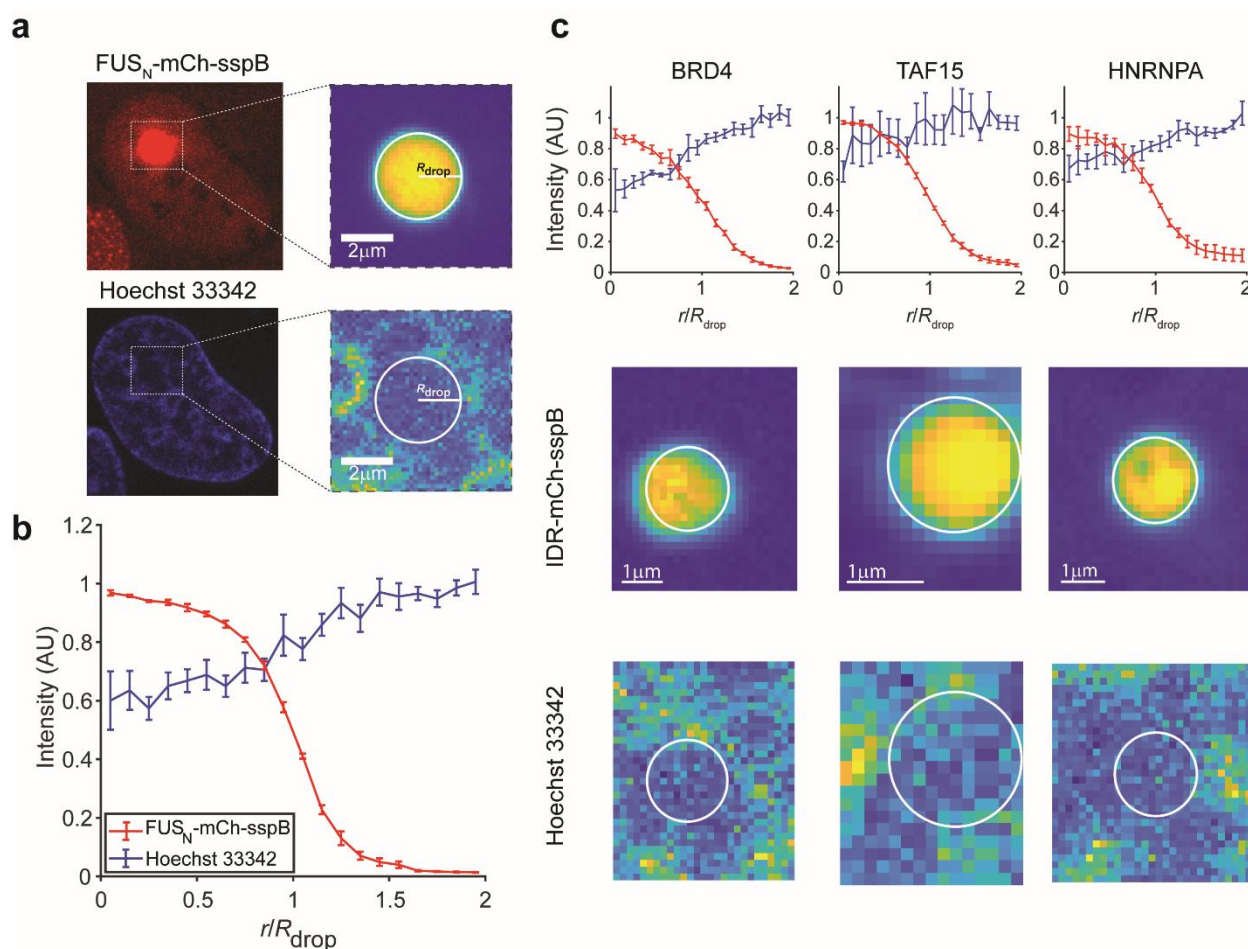 a
FUSN-mCh-sspB
Rdrop
2μm
Hoechst 33342
Rdrop
2μm
b
1.2
1
0.8
0.6
0.4
0.2
0
Intensity (AU)
FUSN-mCh-sspB
Hoechst 33342
0 0.5 1 1.5 2
r/Rdrop
c
BRD4 TAF15 HNRNPA
1
0.8
0.6
0.4
0.2
0
Intensity (AU)
0 1 2
r/Rdrop
1
0.8
0.6
0.4
0.2
0
0 1 2
r/Rdrop
1
0.8
0.6
0.4
0.2
0
0 1 2
r/Rdrop
IDR-mCh-sspB
1μm
1μm
1μm
Hoechst 33342